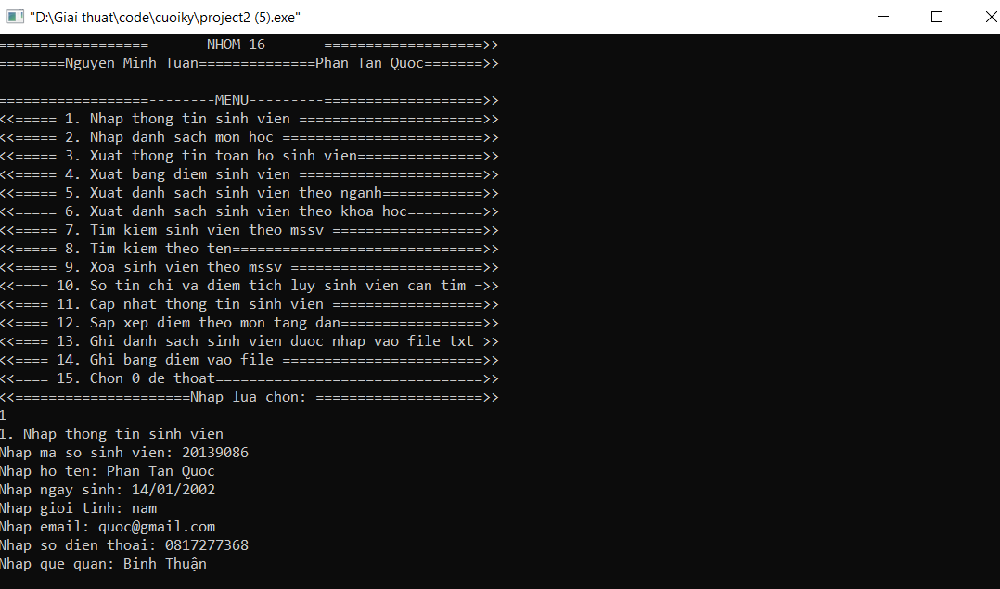 "D:\Giai thuat\code\cuoiky\project2 (5).exe"
==================-------NHOM-16-------===================>>
========Nguyen Minh Tuan==============Phan Tan Quoc=======>>
==================--------MENU---------===================>>
<<===== 1. Nhap thong tin sinh vien ======================>>
<<===== 2. Nhap danh sach mon hoc ========================>>
<<===== 3. Xuat thong tin toan bo sinh vien===============>>
<<===== 4. Xuat bang diem sinh vien ======================>>
<<===== 5. Xuat danh sach sinh vien theo nganh============>>
<<===== 6. Xuat danh sach sinh vien theo khoa hoc=========>>
<<===== 7. Tim kiem sinh vien theo mssv ==================>>
<<===== 8. Tim kiem theo ten==============================>>
<<===== 9. Xoa sinh vien theo mssv =======================>>
<<==== 10. So tin chi va diem tich luy sinh vien can tim =>>
<<==== 11. Cap nhat thong tin sinh vien ==================>>
<<==== 12. Sap xep diem theo mon tang dan=================>>
<<==== 13. Ghi danh sach sinh vien duoc nhap vao file txt >>
<<==== 14. Ghi bang diem vao file ========================>>
<<==== 15. Chon 0 de thoat================================>>
<<=====================Nhap lua chon: ====================>>
1
1. Nhap thong tin sinh vien
Nhap ma so sinh vien: 20139086
Nhap ho ten: Phan Tan Quoc
Nhap ngay sinh: 14/01/2002
Nhap gioi tinh: nam
Nhap email: quoc@gmail.com
Nhap so dien thoai: 0817277368
Nhap que quan: Binh Thuận